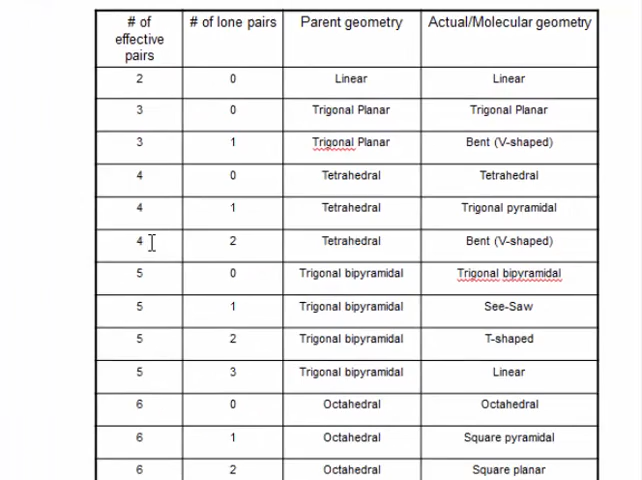 # of effective pairs # of lone pairs Parent geometry Actual/Molecular geometry
2 0 Linear Linear
3 0 Trigonal Planar Trigonal Planar
3 1 Trigonal Planar Bent (V-shaped)
4 0 Tetrahedral Tetrahedral
4 1 Tetrahedral Trigonal pyramidal
4 2 Tetrahedral Bent (V-shaped)
5 0 Trigonal bipyramidal Trigonal bipyramidal
5 1 Trigonal bipyramidal See-Saw
5 2 Trigonal bipyramidal T-shaped
5 3 Trigonal bipyramidal Linear
6 0 Octahedral Octahedral
6 1 Octahedral Square pyramidal
6 2 Octahedral Square planar